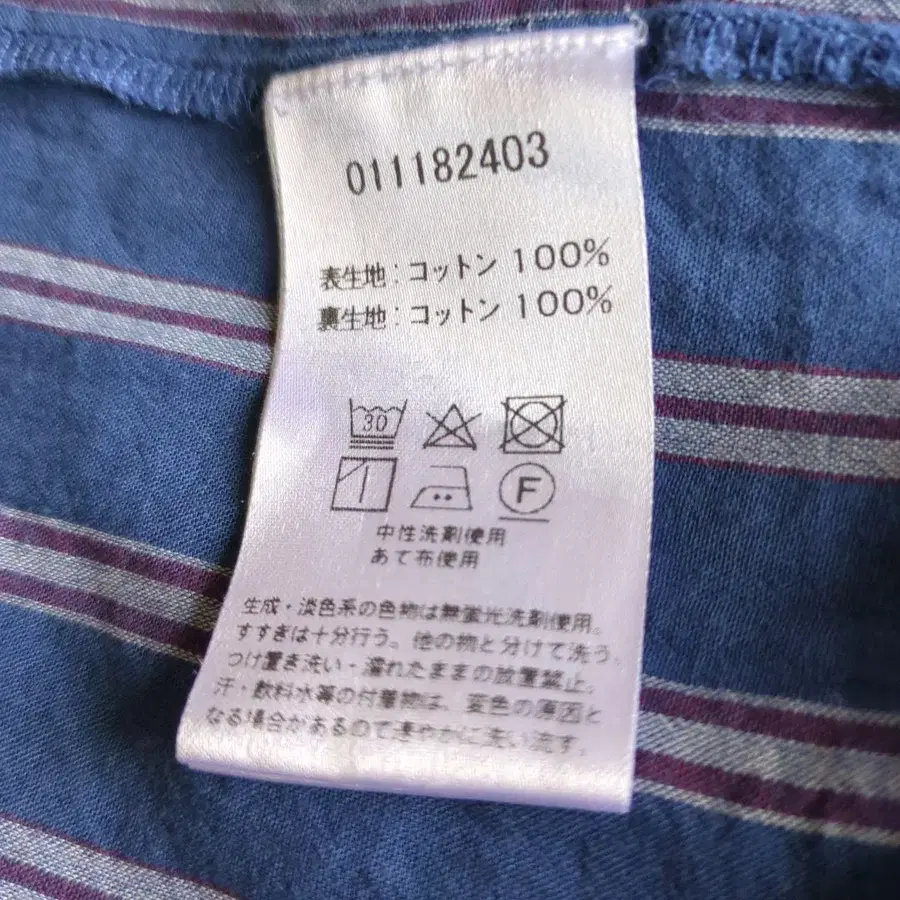 011182403
表生地:コットン 100%
裏生地:コットン 100%
30
F
中性洗剤使用
あて布使用
生成・淡色系の色物は無蛍光洗剤使用。
すすぎは十分行う。他の物と分けて洗う。
つけ置き洗い・濡れたままの放置禁止。
汗・飲料水等の付着物は、変色の原因と
なる場合があるので速やかに洗い流す。